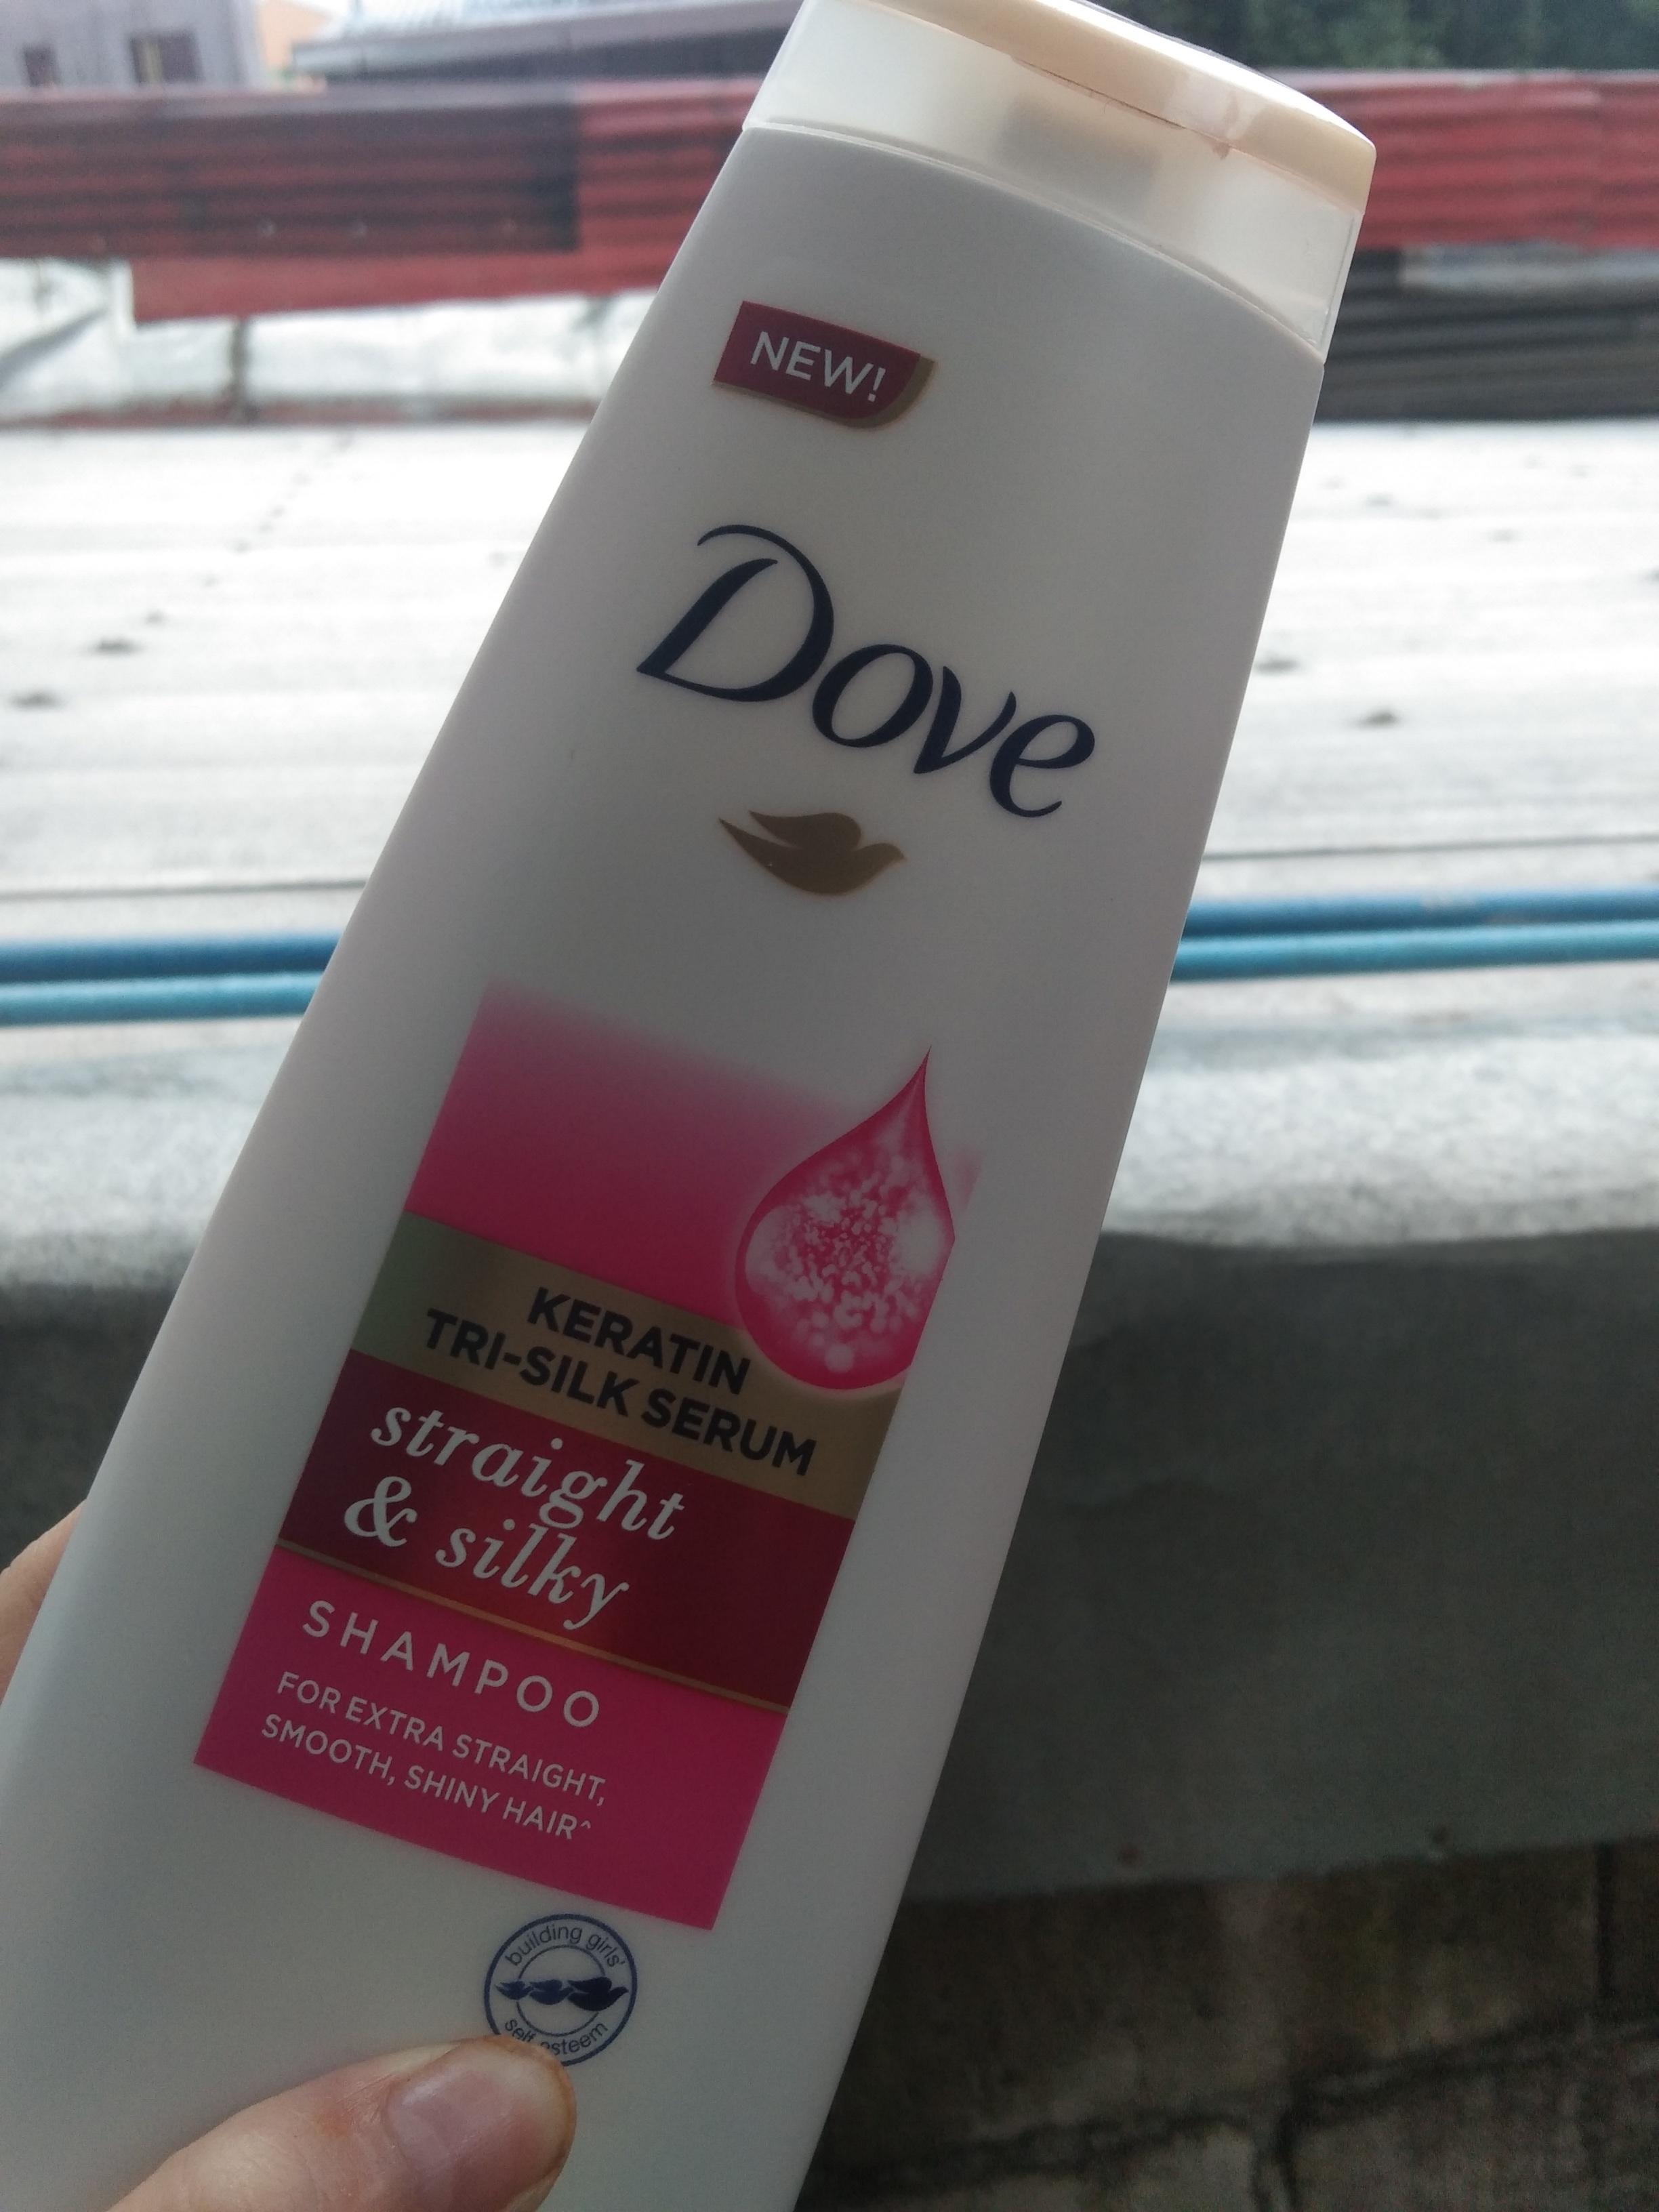 NEW!
Dove
KERATIN
TRI-SILK SERUM
straight
& silky
SHAMPOO
FOR EXTRA STRAIGHT,
SMOOTH, SHINY HAIR^
building girls'
self esteem